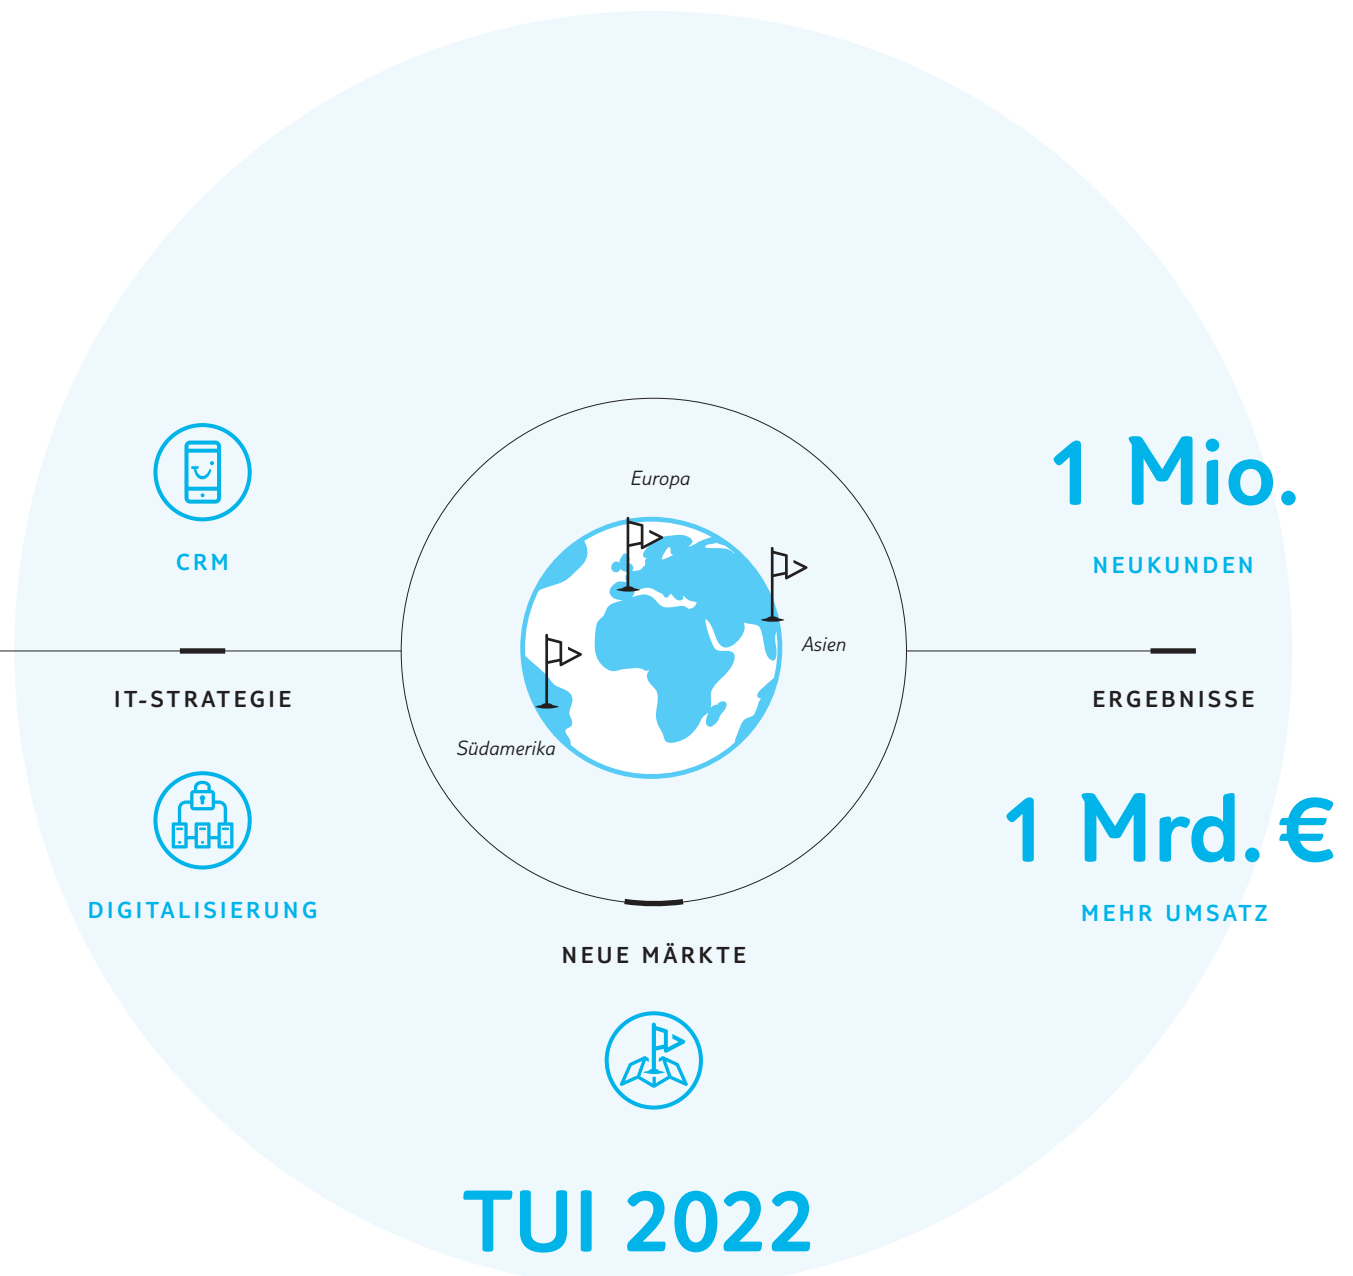 CRM
IT-STRATEGIE
DIGITALISIERUNG
Europa
Asien
Südamerika
NEUE MÄRKTE
1 Mio.
NEUKUNDEN
ERGEBNISSE
1 Mrd. €
MEHR UMSATZ
TUI 2022